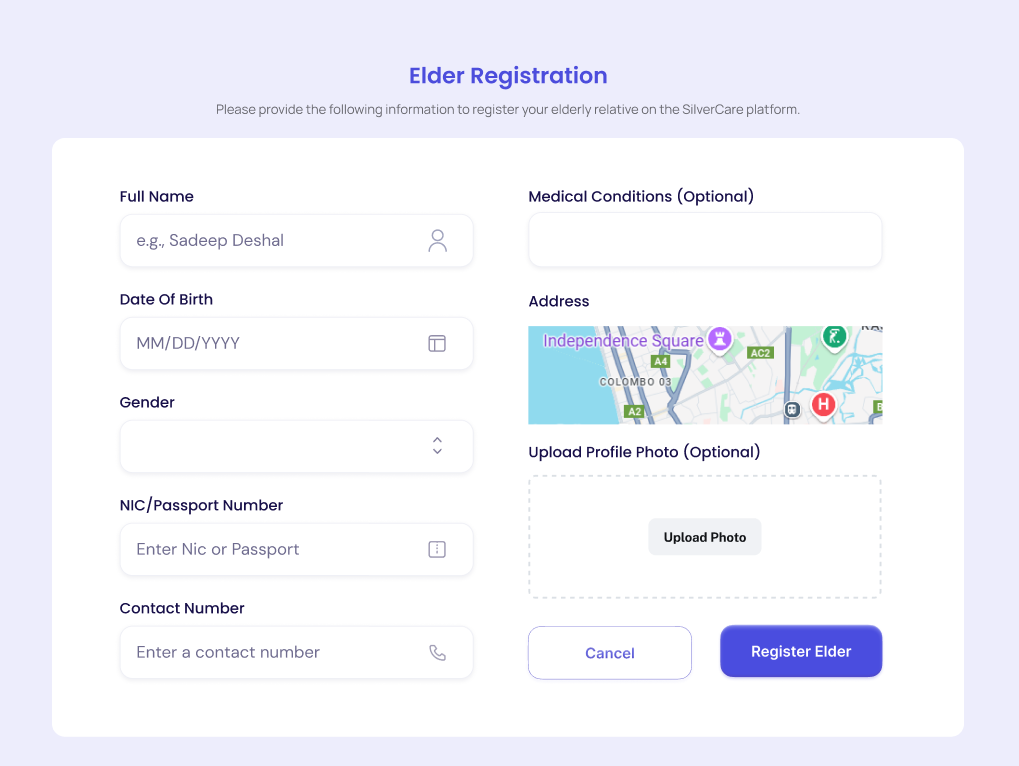 Elder Registration
Please provide the following information to register your elderly relative on the SilverCare platform.
Full Name
e.g., Sadeep Deshal
Date Of Birth
MM/DD/YYYY
Gender
NIC/Passport Number
Enter Nic or Passport
Contact Number
Enter a contact number
Medical Conditions (Optional)
Address
Independence Square
AC2
A4
COLOMBO 03
H
A2
Upload Profile Photo (Optional)
Upload Photo
Cancel
Register Elder